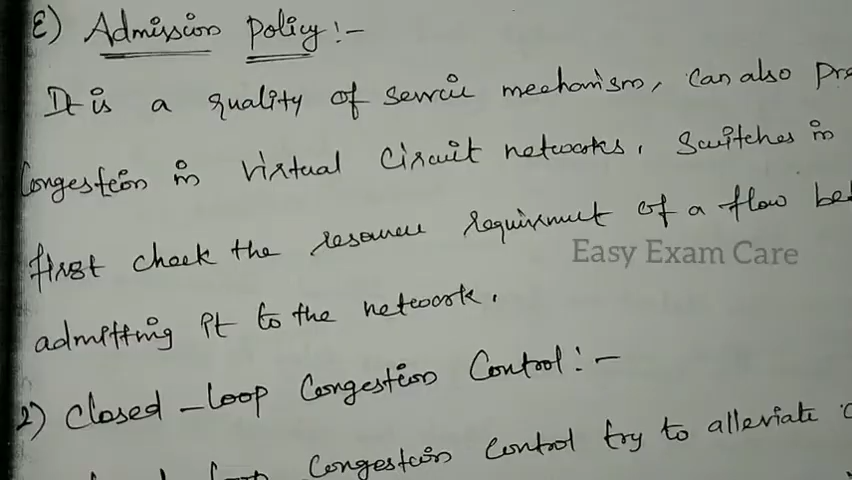 E) Admission Policy :-
It is a quality of service mechanism, can also pre
Congestion in virtual Circuit networks. Switches in
first check the resource requirement of a flow be
Easy Exam Care
admitting it to the network.
2) Closed-loop Congestion Control :-
loop Congestion control try to alleviate